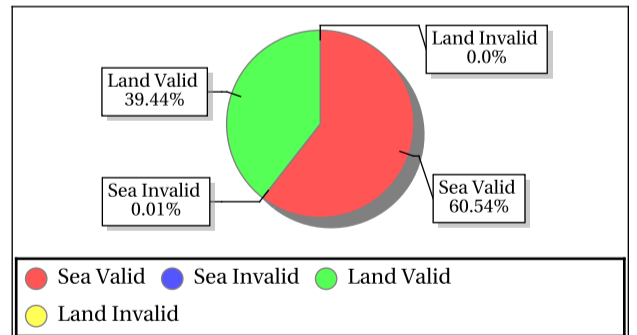 Land Invalid
0.0%
Land Valid
39.44%
Sea Invalid
0.01%
Sea Valid
60.54%
Sea Valid
Sea Invalid
Land Valid
Land Invalid